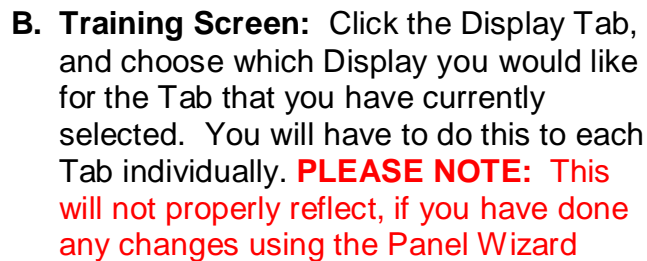 B. Training Screen: Click the Display Tab,
and choose which Display you would like
for the Tab that you have currently
selected. You will have to do this to each
Tab individually. PLEASE NOTE: This
will not properly reflect, if you have done
any changes using the Panel Wizard